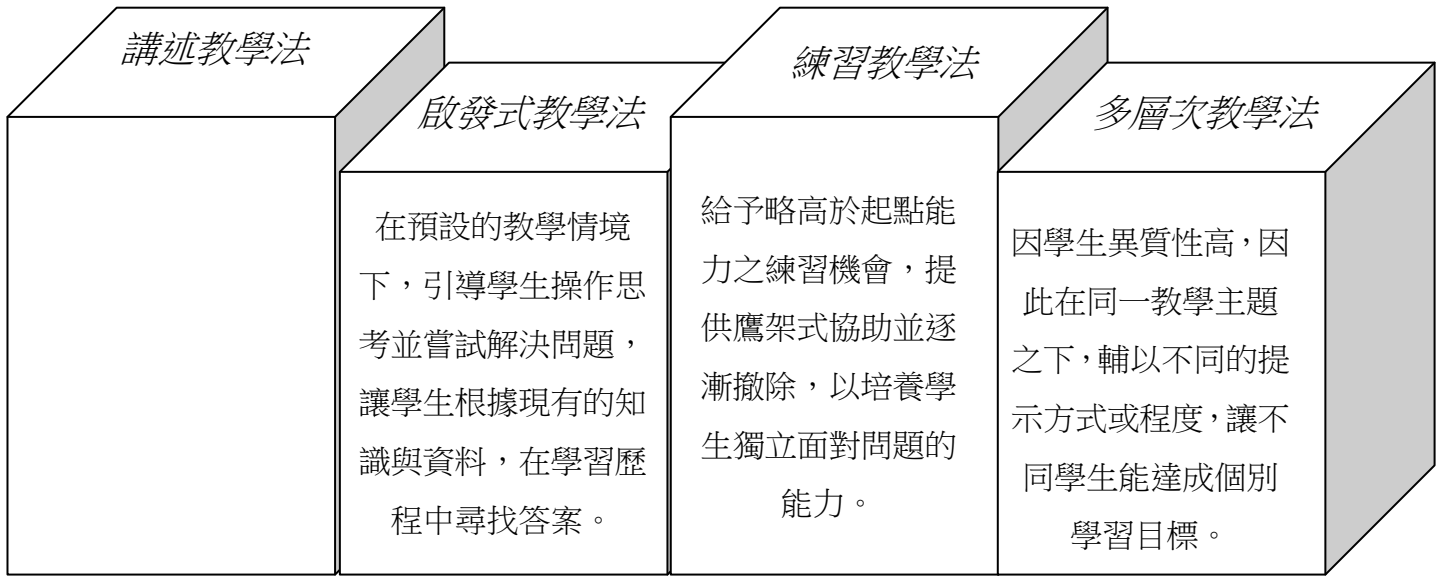 講述教學法
啟發式教學法
在預設的教學情境
下，引導學生操作思
考並嘗試解決問題，
讓學生根據現有的知
識與資料，在學習歷
程中尋找答案。
練習教學法
給予略高於起點能
力之練習機會，提
供鷹架式協助並逐
漸撤除，以培養學
生獨立面對問題的
能力。
多層次教學法
因學生異質性高，因
此在同一教學主題
之下，輔以不同的提
示方式或程度，讓不
同學生能達成個別
學習目標。